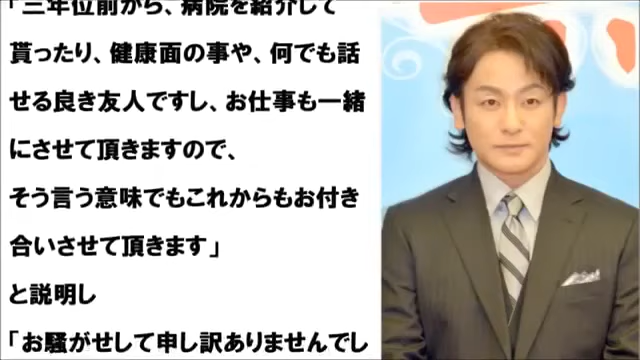 「三年位前から、病院を紹介して
貰ったり、健康面の事や、何でも話
せる良き友人ですし、お仕事も一緒
にさせて頂きますので、
そう言う意味でもこれからもお付き
合いさせて頂きます」
と説明し
「お騒がせして申し訳ありませんでし